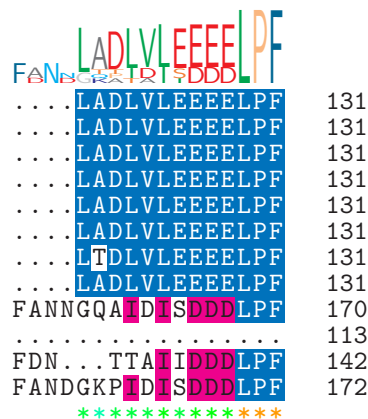 FANNLADLVLEEEELPF
....LADLVLEEEELPF 131
....LADLVLEEEELPF 131
....LADLVLEEEELPF 131
....LADLVLEEEELPF 131
....LADLVLEEEELPF 131
....LADLVLEEEELPF 131
....LTDLVLEEEELPF 131
....LADLVLEEEELPF 131
FANNGQAIDISDDDLPF 170
................. 113
FDN...TTAIIDDDLPF 142
FANDGKPIDISDDDLPF 172
*************